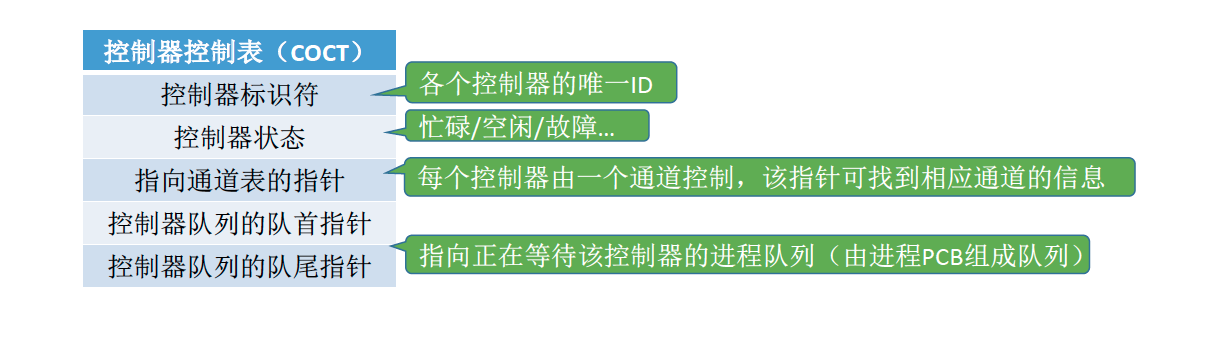 控制器控制表（COCT）
控制器标识符
各个控制器的唯一ID
控制器状态
忙碌/空闲/故障...
指向通道表的指针
每个控制器由一个通道控制，该指针可找到相应通道的信息
控制器队列的队首指针
控制器队列的队尾指针
指向正在等待该控制器的进程队列（由进程PCB组成队列）